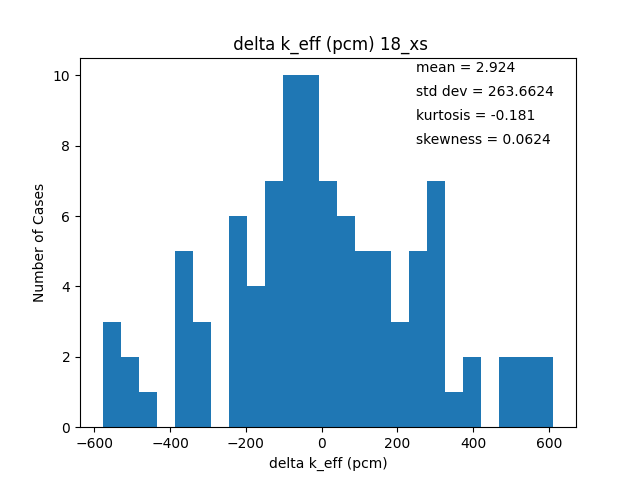 delta k_eff (pcm) 18_xs
mean = 2.924
std dev = 263.6624
kurtosis = -0.181
skewness = 0.0624
Number of Cases
10
8
6
4
2
0
−600 −400 −200 0 200 400 600
delta k_eff (pcm)